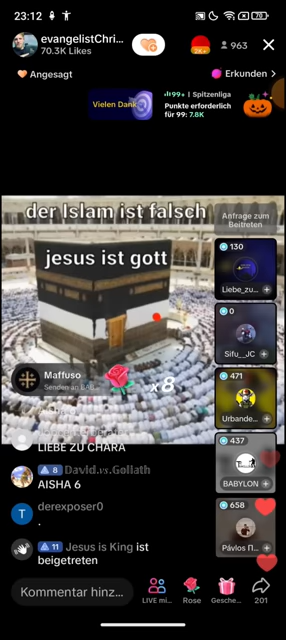 23:12
70
evangelistChri...
70.3K Likes
2K+
963
Angesagt
Erkunden >
Vielen Dank
99+ | Spitzenliga
Punkte erforderlich
für 99: 7.8K
der Islam ist falsch
jesus ist gott
Anfrage zum
Beitreten
130
Liebe_zu...
0
Sifu__JC
471
Urbande...
437
BABYLON
658
Pávlos Π...
Maffuso
x8
LIEBE ZU CHARA
8 David.vs.Goliath
AISHA 6
T derexposer0
.
11 Jesus is King ist
beigetreten
Kommentar hinz...
LIVE mi...
Rose
Gesche...
201